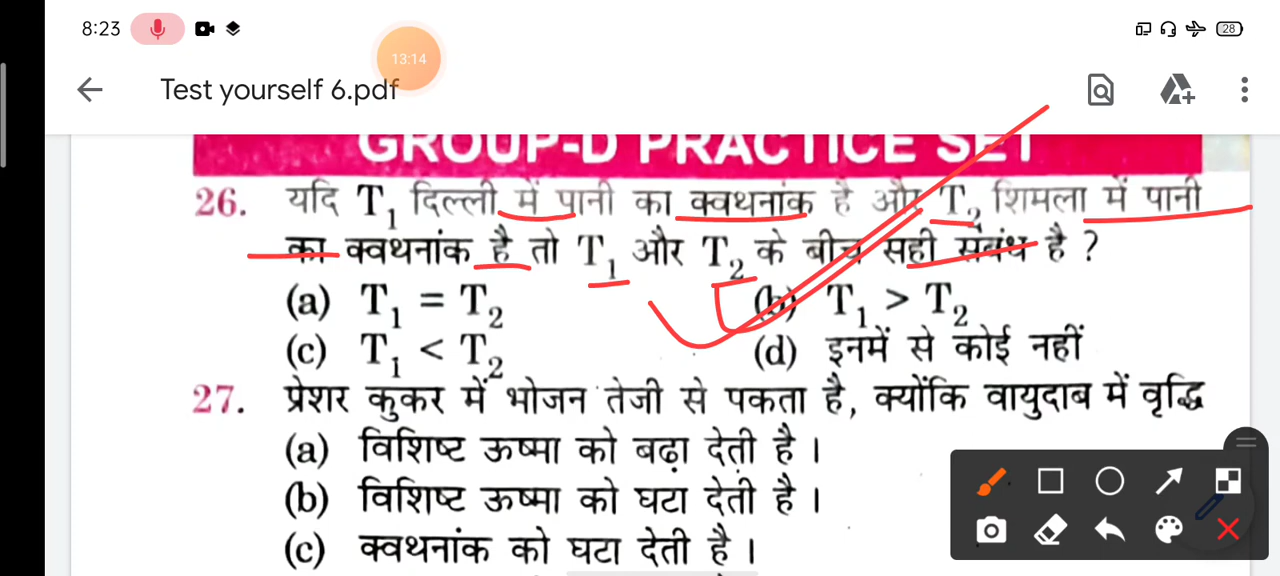 8:23
28
13:14
Test yourself 6.pdf
GROUP-D PRACTICE SET
26. यदि T₁ दिल्ली में पानी का क्वथनांक है और T₂ शिमला में पानी
का क्वथनांक है तो T₁ और T₂ के बीच सही संबंध है ?
(a) T₁ = T₂ (b) T₁ > T₂
(c) T₁ < T₂ (d) इनमें से कोई नहीं
27. प्रेशर कुकर में भोजन तेजी से पकता है, क्योंकि वायुदाब में वृद्धि
(a) विशिष्ट ऊष्मा को बढ़ा देती है ।
(b) विशिष्ट ऊष्मा को घटा देती है ।
(c) क्वथनांक को घटा देती है ।